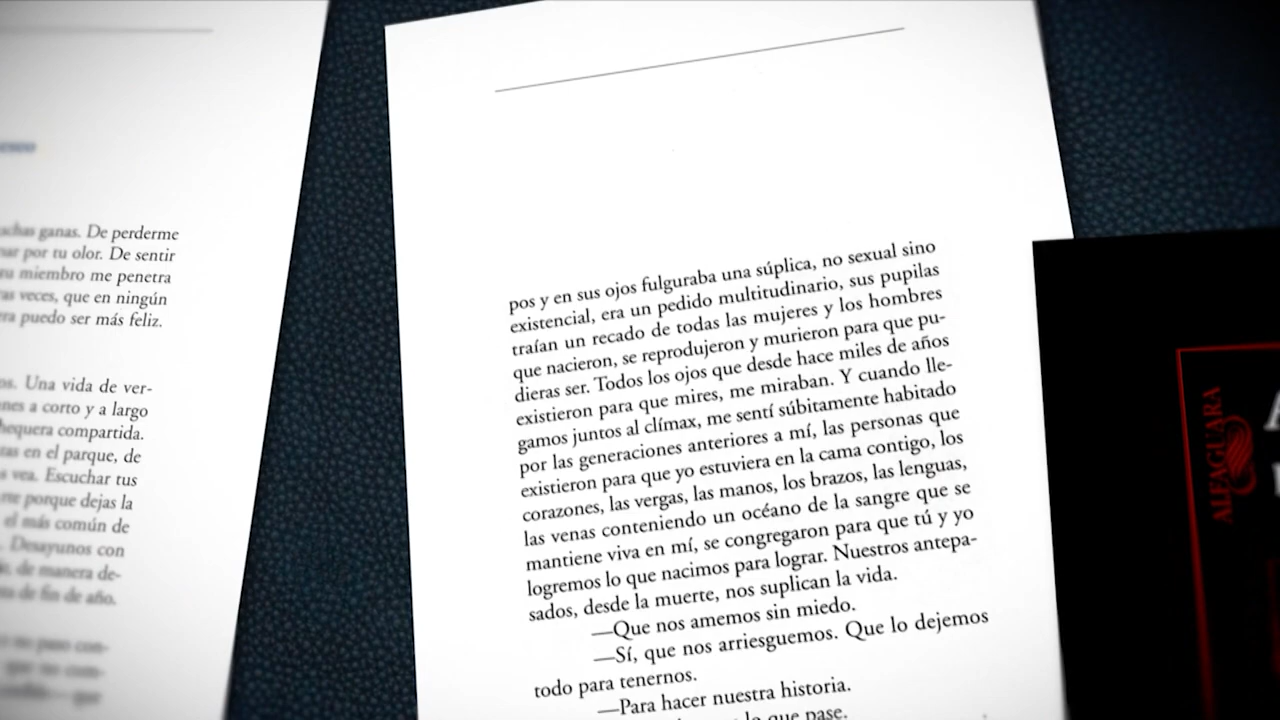 ganas. De perderme
por tu olor. De sentir
miembro me penetra
veces, que en ningún
puedo ser más feliz.
Una vida de ver-
a corto y a largo
compartida.
en el parque, de
vea. Escuchar tus
porque dejas la
el más común de
Desayunos con
de manera de-
de fin de año.
pos y en sus ojos fulguraba una súplica, no sexual sino
existencial, era un pedido multitudinario, sus pupilas
traían un recado de todas las mujeres y los hombres
que nacieron, se reprodujeron y murieron para que pu-
dieras ser. Todos los ojos que desde hace miles de años
existieron para que mires, me miraban. Y cuando lle-
gamos juntos al clímax, me sentí súbitamente habitado
por las generaciones anteriores a mí, las personas que
existieron para que yo estuviera en la cama contigo, los
corazones, las vergas, las manos, los brazos, las lenguas,
las venas conteniendo un océano de la sangre que se
mantiene viva en mí, se congregaron para que tú y yo
logremos lo que nacimos para lograr. Nuestros antepa-
sados, desde la muerte, nos suplican la vida.
—Que nos amemos sin miedo.
—Sí, que nos arriesguemos. Que lo dejemos
todo para tenernos.
—Para hacer nuestra historia.
lo que pase.
ALFAGUARA